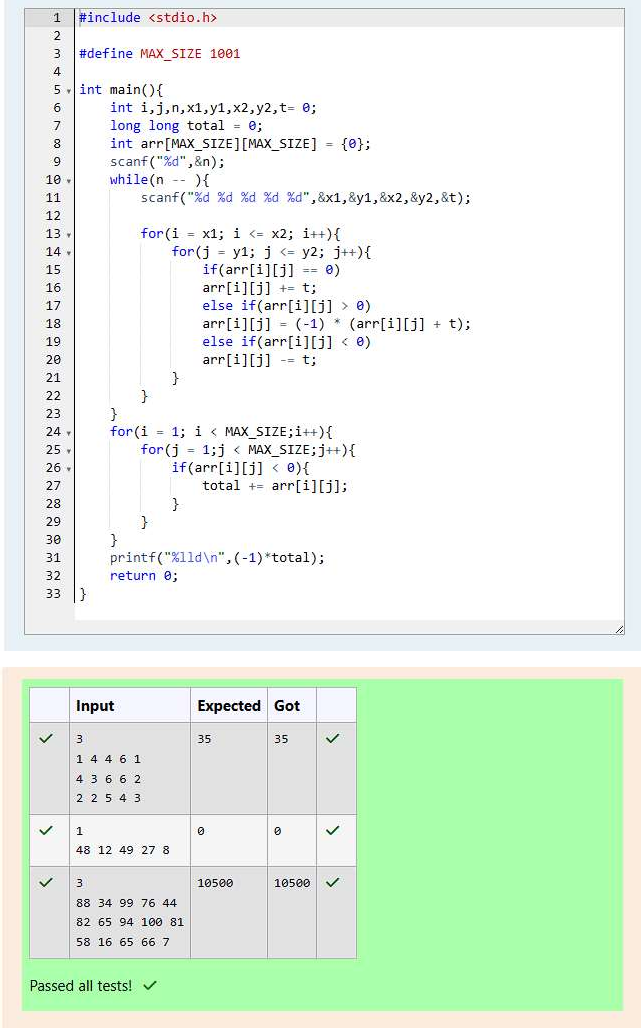 1 #include <stdio.h>
2
3 #define MAX_SIZE 1001
4
5 int main(){
6 int i,j,n,x1,y1,x2,y2,t= 0;
7 long long total = 0;
8 int arr[MAX_SIZE][MAX_SIZE] = {0};
9 scanf("%d",&n);
10 while(n -- ){
11 scanf("%d %d %d %d %d",&x1,&y1,&x2,&y2,&t);
12
13 for(i = x1; i <= x2; i++){
14 for(j = y1; j <= y2; j++){
15 if(arr[i][j] == 0)
16 arr[i][j] += t;
17 else if(arr[i][j] > 0)
18 arr[i][j] = (-1) * (arr[i][j] + t);
19 else if(arr[i][j] < 0)
20 arr[i][j] -= t;
21 }
22 }
23 }
24 for(i = 1; i < MAX_SIZE;i++){
25 for(j = 1;j < MAX_SIZE;j++){
26 if(arr[i][j] < 0){
27 total += arr[i][j];
28 }
29 }
30 }
31 printf("%lld\n",(-1)*total);
32 return 0;
33 }
Input Expected Got
3 35 35
1 4 4 6 1
4 3 6 6 2
2 2 5 4 3
1 0 0
48 12 49 27 8
3 10500 10500
88 34 99 76 44
82 65 94 100 81
58 16 65 66 7
Passed all tests!